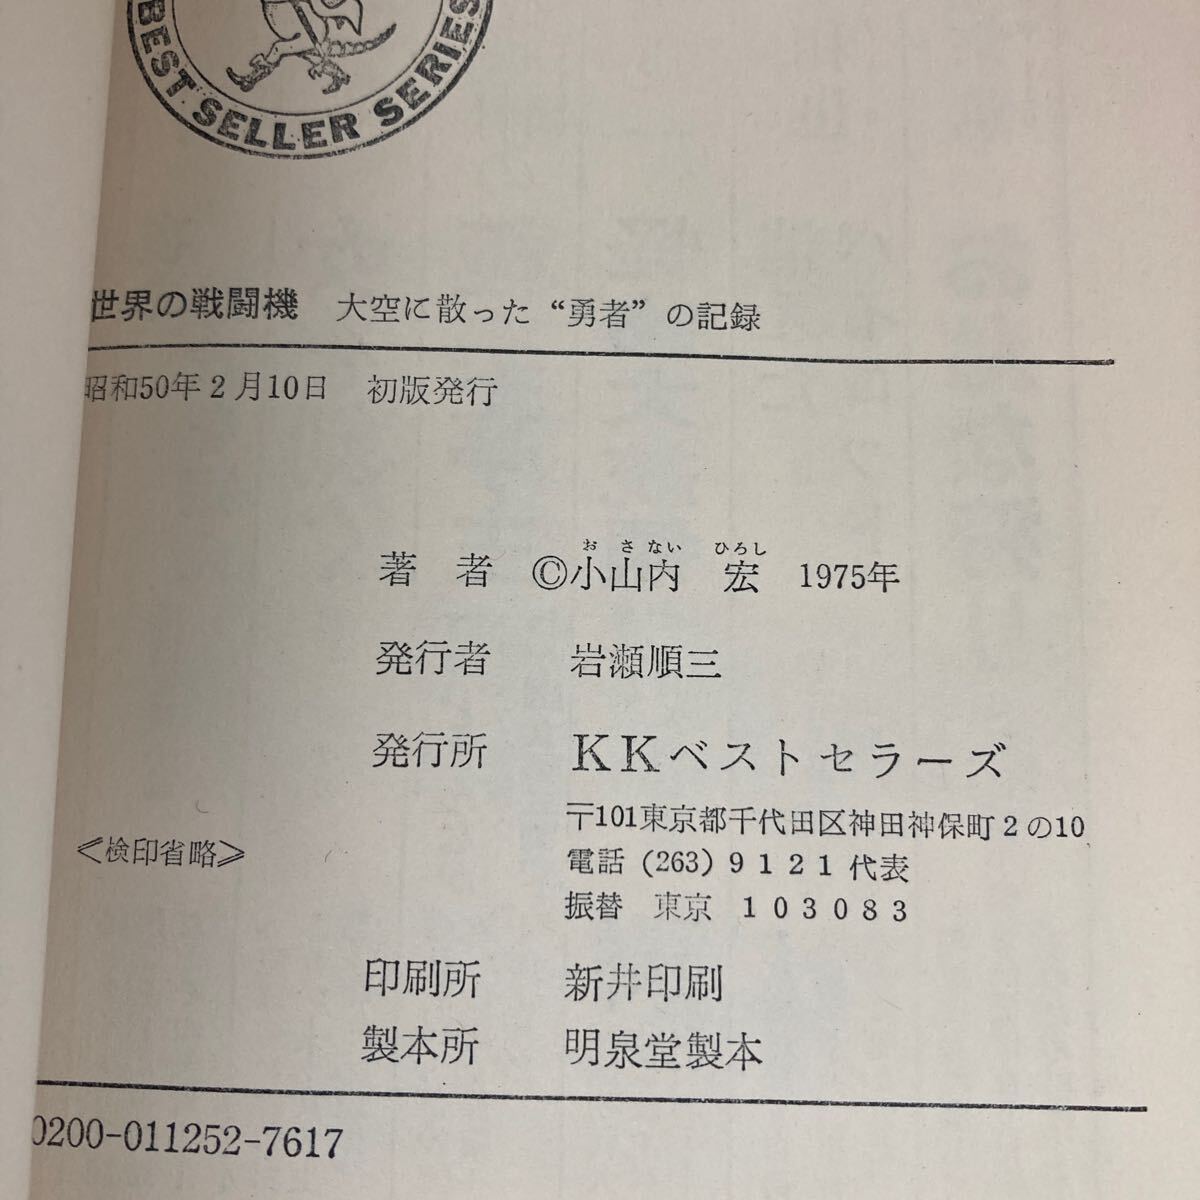 BEST SELLER SERIES
世界の戦闘機 大空に散った“勇者”の記録
昭和50年2月10日 初版発行
おさない ひろし
著者 ©小山内 宏 1975年
発行者 岩瀬順三
発行所 KKベストセラーズ
〒101東京都千代田区神田神保町2の10
電話 (263) 9121 代表
振替 東京 103083
≪検印省略≫
印刷所 新井印刷
製本所 明泉堂製本
0200-011252-7617